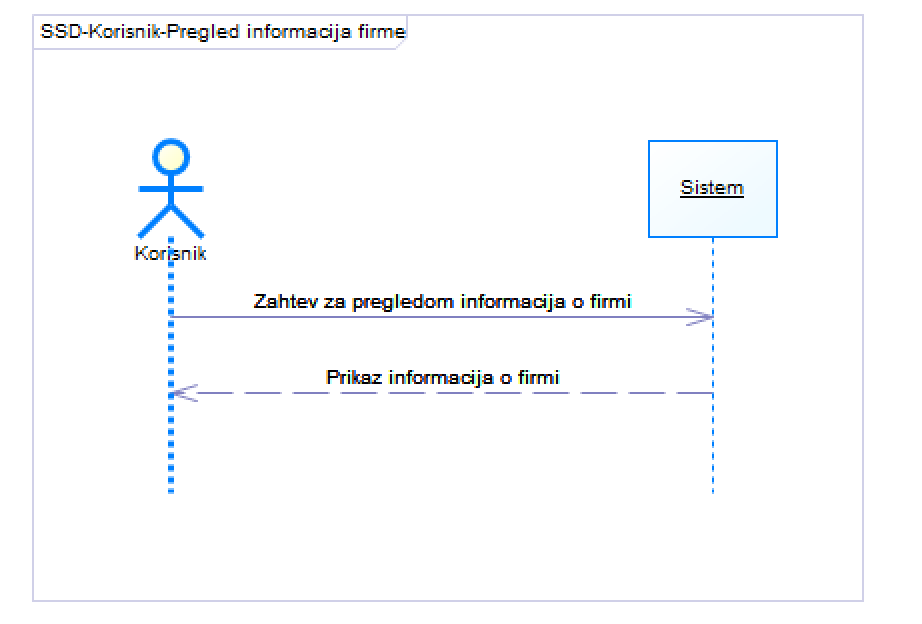 SSD-Korisnik-Pregled informacija firme
Sistem
Korisnik
Zahtev za pregledom informacija o firmi
Prikaz informacija o firmi